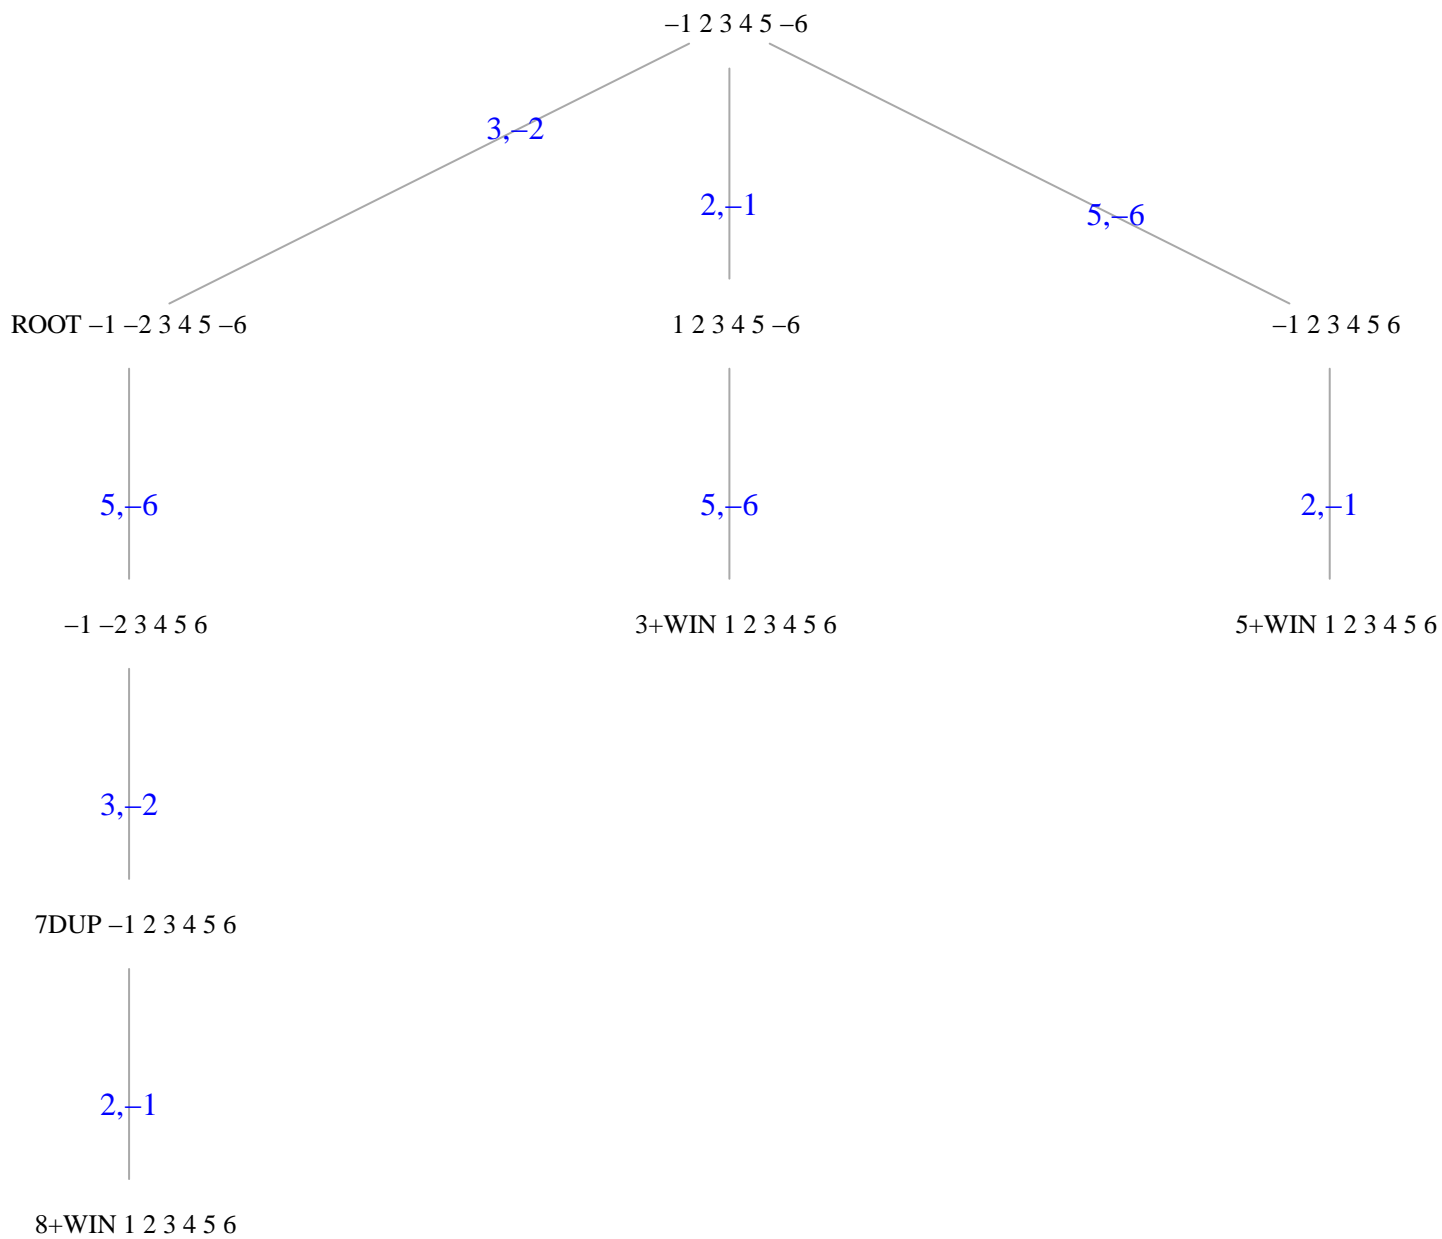 –1 2 3 4 5 –6
3,–2
2,–1
5,–6
ROOT –1 –2 3 4 5 –6
1 2 3 4 5 –6
–1 2 3 4 5 6
5,–6
5,–6
2,–1
–1 –2 3 4 5 6
3+WIN 1 2 3 4 5 6
5+WIN 1 2 3 4 5 6
3,–2
7DUP –1 2 3 4 5 6
2,–1
8+WIN 1 2 3 4 5 6